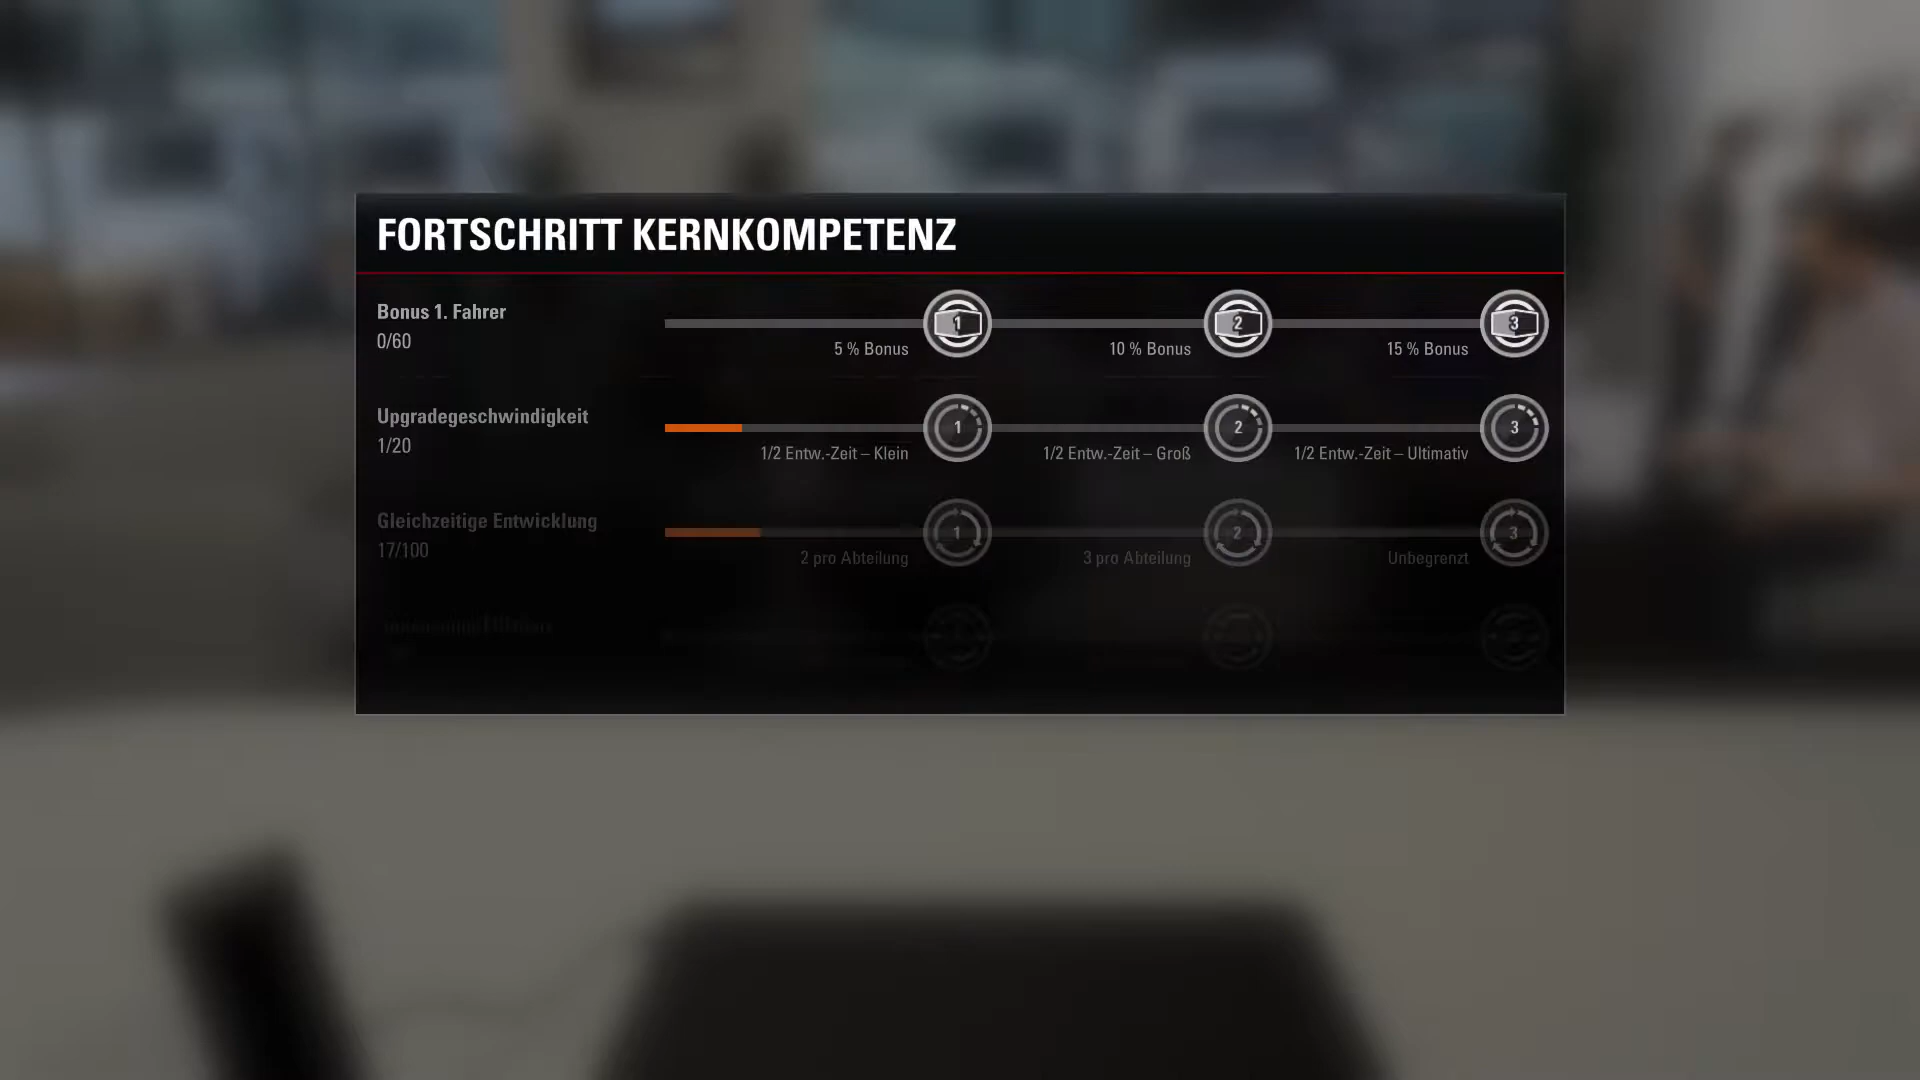 FORTSCHRITT KERNKOMPETENZ
Bonus 1. Fahrer
0/60
1
2
3
5 % Bonus
10 % Bonus
15 % Bonus
Upgradegeschwindigkeit
1/20
1
2
3
1/2 Entw.-Zeit – Klein
1/2 Entw.-Zeit – Groß
1/2 Entw.-Zeit – Ultimativ
Gleichzeitige Entwicklung
17/100
1
2
3
2 pro Abteilung
3 pro Abteilung
Unbegrenzt